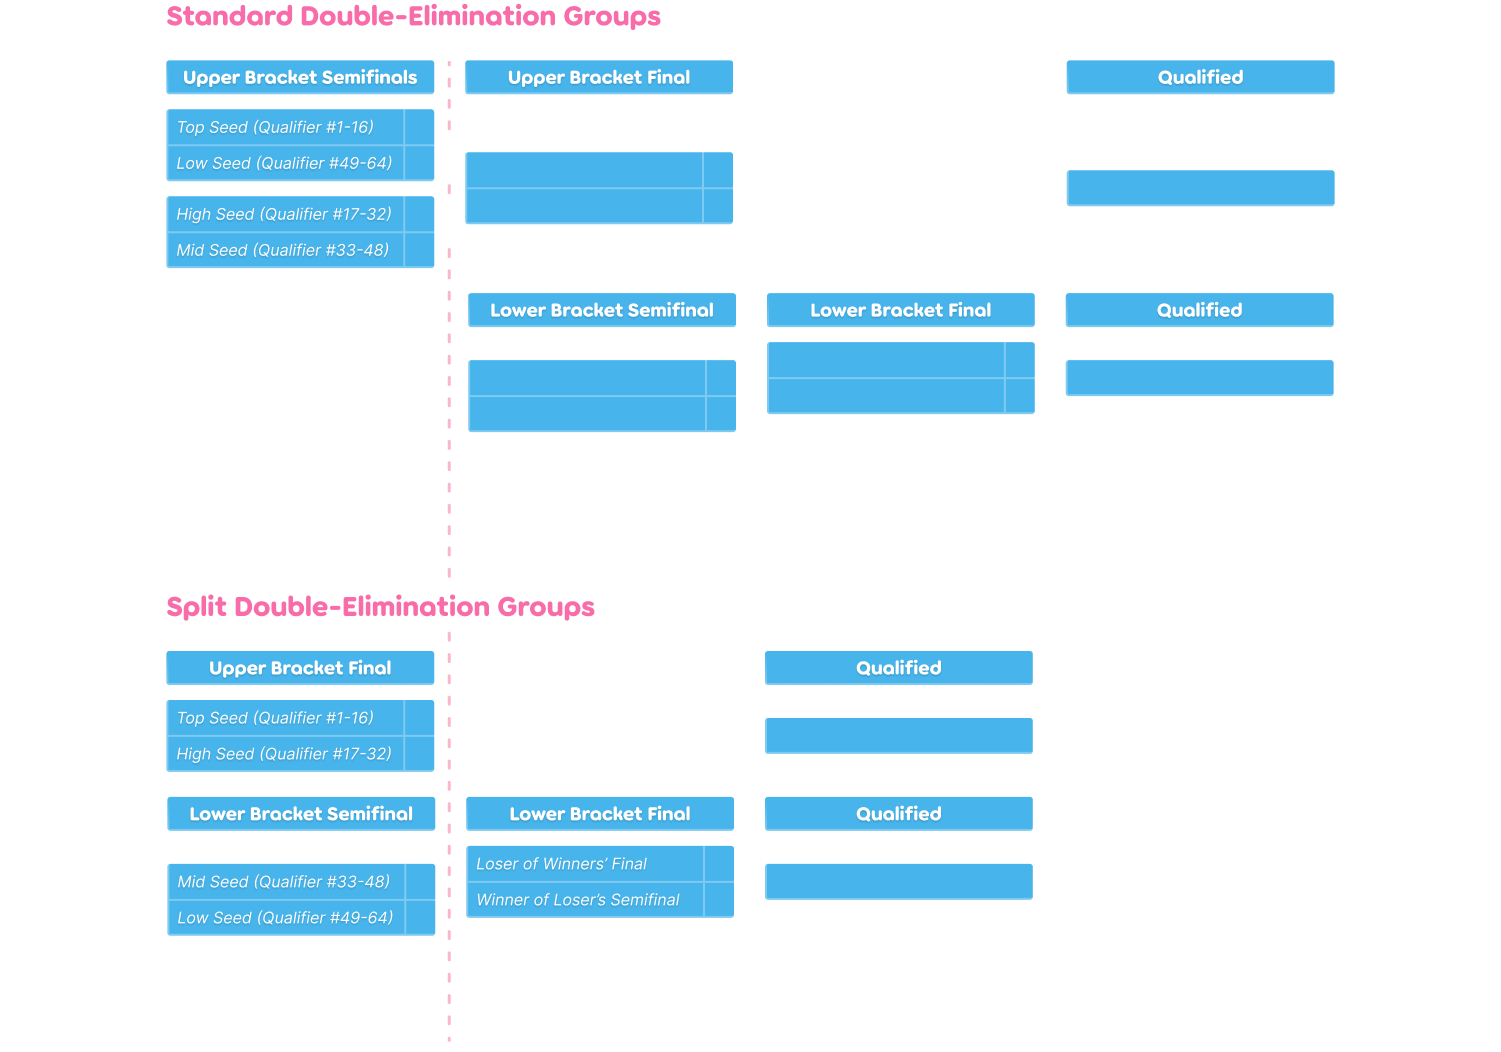 Standard Double-Elimination Groups
Upper Bracket Semifinals
Upper Bracket Final
Qualified
Top Seed (Qualifier #1-16)
Low Seed (Qualifier #49-64)
High Seed (Qualifier #17-32)
Mid Seed (Qualifier #33-48)
Lower Bracket Semifinal
Lower Bracket Final
Qualified
Split Double-Elimination Groups
Upper Bracket Final
Qualified
Top Seed (Qualifier #1-16)
High Seed (Qualifier #17-32)
Lower Bracket Semifinal
Lower Bracket Final
Qualified
Loser of Winners’ Final
Mid Seed (Qualifier #33-48)
Winner of Loser’s Semifinal
Low Seed (Qualifier #49-64)